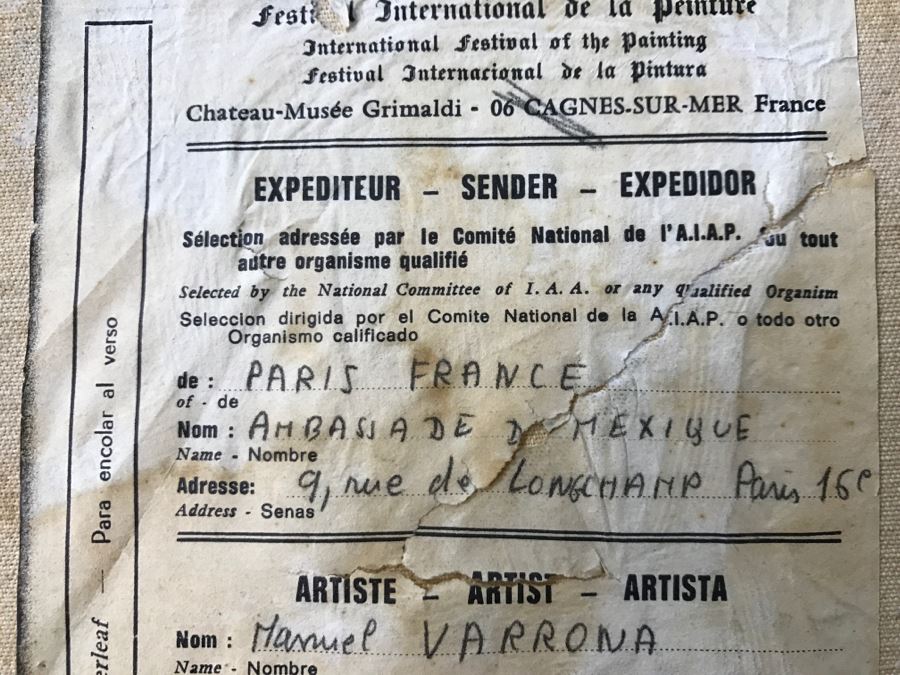 Festival International de la Peinture
International Festival of the Painting
Festival Internacional de la Pintura
Chateau-Musée Grimaldi - 06 CAGNES-SUR-MER France
EXPEDITEUR - SENDER - EXPEDIDOR
Sélection adressée par le Comité National de l'A.I.A.P. ou tout
autre organisme qualifié
Selected by the National Committee of I. A. A. or any qualified Organism
Seleccion dirigida por el Comite National de la A.I.A.P. o todo otro
Organismo calificado
de : PARIS FRANCE
of - de
Nom : AMBASSADE D MEXIQUE
Name - Nombre
Adresse: 9, rue de LONGCHAMP Paris 16e
Address - Senas
ARTISTE - ARTIST - ARTISTA
Nom : Manuel VARRONA
Name - Nombre
erleaf - Para encolar al verso